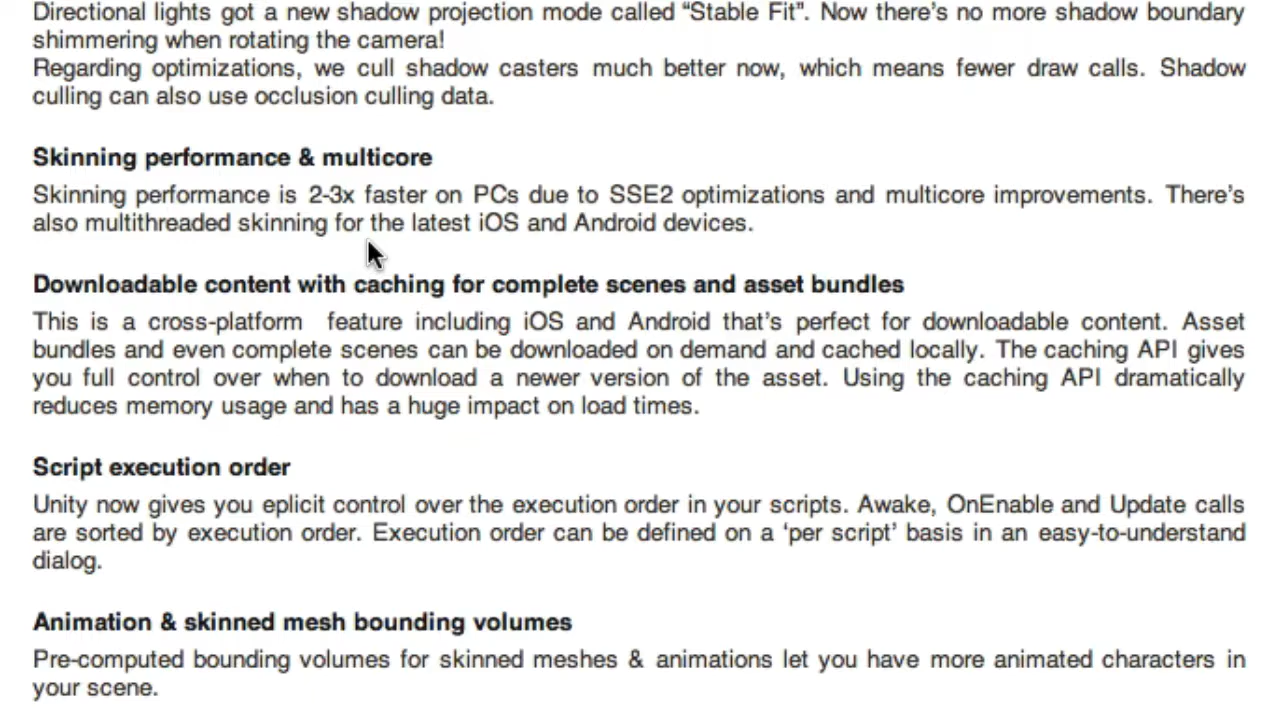 Directional lights got a new shadow projection mode called “Stable Fit”. Now there’s no more shadow boundary
shimmering when rotating the camera!
Regarding optimizations, we cull shadow casters much better now, which means fewer draw calls. Shadow
culling can also use occlusion culling data.
Skinning performance & multicore
Skinning performance is 2-3x faster on PCs due to SSE2 optimizations and multicore improvements. There’s
also multithreaded skinning for the latest iOS and Android devices.
Downloadable content with caching for complete scenes and asset bundles
This is a cross-platform feature including iOS and Android that’s perfect for downloadable content. Asset
bundles and even complete scenes can be downloaded on demand and cached locally. The caching API gives
you full control over when to download a newer version of the asset. Using the caching API dramatically
reduces memory usage and has a huge impact on load times.
Script execution order
Unity now gives you eplicit control over the execution order in your scripts. Awake, OnEnable and Update calls
are sorted by execution order. Execution order can be defined on a ‘per script’ basis in an easy-to-understand
dialog.
Animation & skinned mesh bounding volumes
Pre-computed bounding volumes for skinned meshes & animations let you have more animated characters in
your scene.